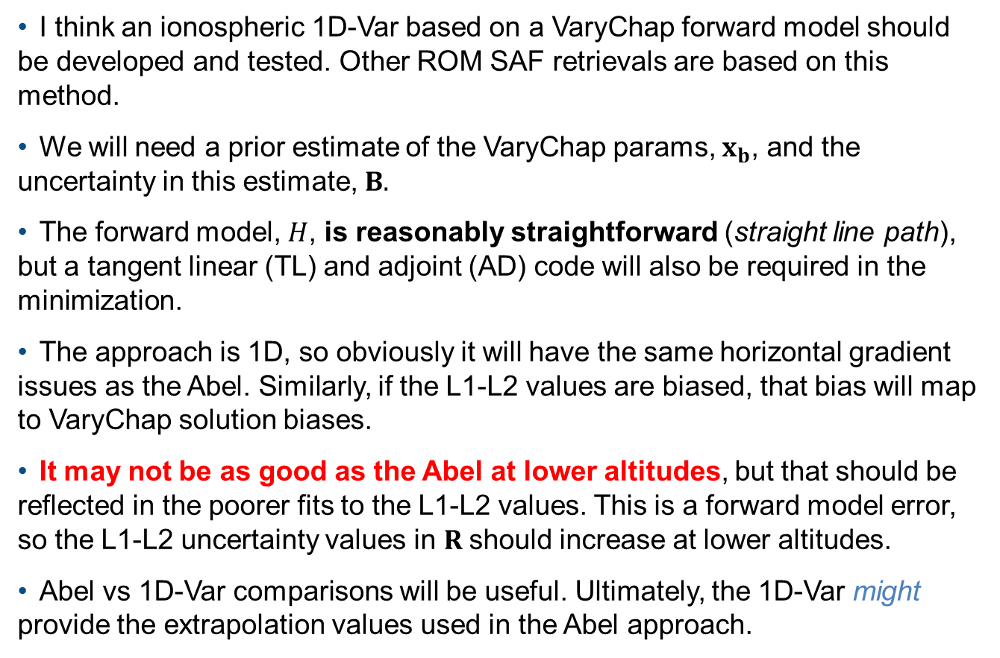 • I think an ionospheric 1D-Var based on a VaryChap forward model should
be developed and tested. Other ROM SAF retrievals are based on this
method.
• We will need a prior estimate of the VaryChap params, 𝐱𝐛, and the
uncertainty in this estimate, 𝐁.
• The forward model, 𝐻, is reasonably straightforward (straight line path),
but a tangent linear (TL) and adjoint (AD) code will also be required in the
minimization.
• The approach is 1D, so obviously it will have the same horizontal gradient
issues as the Abel. Similarly, if the L1-L2 values are biased, that bias will map
to VaryChap solution biases.
• It may not be as good as the Abel at lower altitudes, but that should be
reflected in the poorer fits to the L1-L2 values. This is a forward model error,
so the L1-L2 uncertainty values in 𝐑 should increase at lower altitudes.
• Abel vs 1D-Var comparisons will be useful. Ultimately, the 1D-Var might
provide the extrapolation values used in the Abel approach.